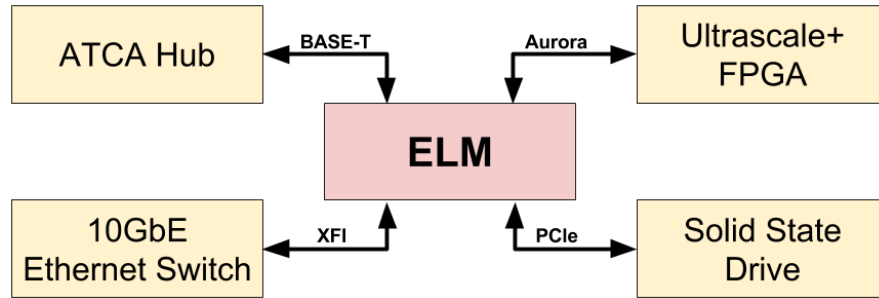 ATCA Hub
BASE-T
Aurora
Ultrascale+
FPGA
ELM
10GbE
Ethernet Switch
XFI
PCIe
Solid State
Drive